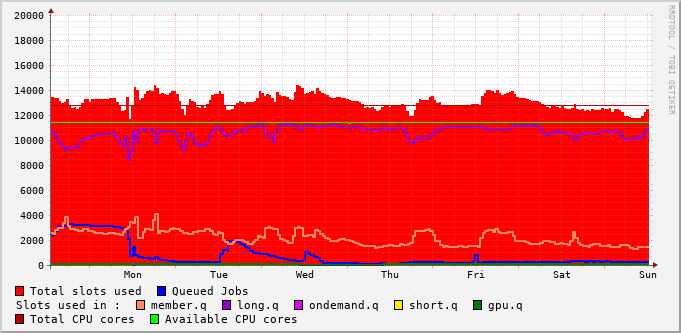 20000
18000
16000
14000
12000
10000
8000
6000
4000
2000
0
Mon Tue Wed Thu Fri Sat Sun
RRDTOOL / TOBI OETIKER
Total slots used Queued Jobs
Slots used in : member.q long.q ondemand.q short.q gpu.q
Total CPU cores Available CPU cores